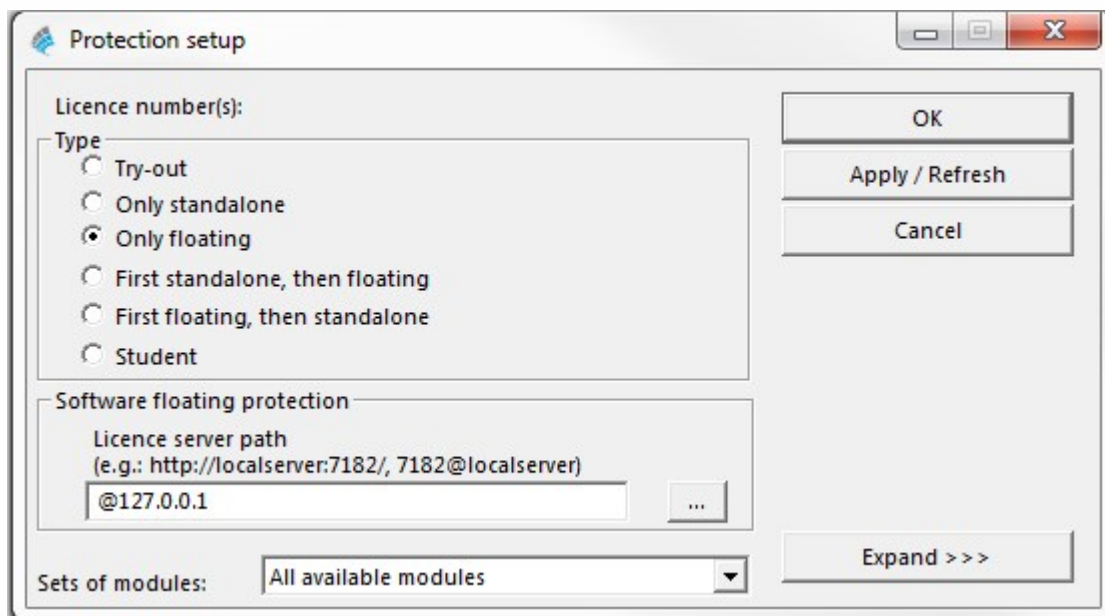 Protection setup
Licence number(s):
Type
Try-out
Only standalone
Only floating
First standalone, then floating
First floating, then standalone
Student
OK
Apply / Refresh
Cancel
Software floating protection
Licence server path
(e.g.: http://localserver:7182/, 7182@localserver)
@127.0.0.1
...
Sets of modules:
All available modules
Expand >>>